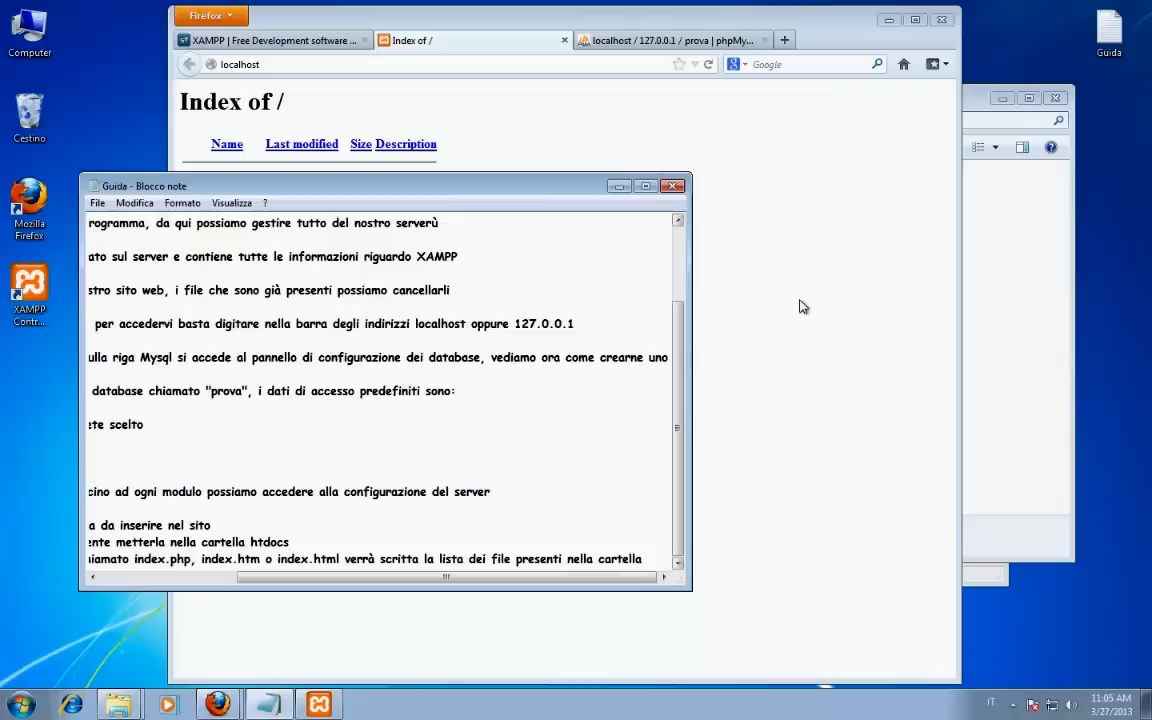 Computer
Cestino
Mozilla
Firefox
XAMPP
Contr...
Guida
Firefox
XAMPP | Free Development software ...
Index of /
localhost / 127.0.0.1 / prova | phpMy...
localhost
Google
Index of /
Name Last modified Size Description
Guida - Blocco note
File Modifica Formato Visualizza ?
rogramma, da qui possiamo gestire tutto del nostro serverù
ato sul server e contiene tutte le informazioni riguardo XAMPP
stro sito web, i file che sono già presenti possiamo cancellarli
per accedervi basta digitare nella barra degli indirizzi localhost oppure 127.0.0.1
ulla riga Mysql si accede al pannello di configurazione dei database, vediamo ora come crearne uno
database chiamato "prova", i dati di accesso predefiniti sono:
ete scelto
cino ad ogni modulo possiamo accedere alla configurazione del server
a da inserire nel sito
ente metterla nella cartella htdocs
iamato index.php, index.htm o index.html verrà scritta la lista dei file presenti nella cartella
IT
11:05 AM
3/27/2013